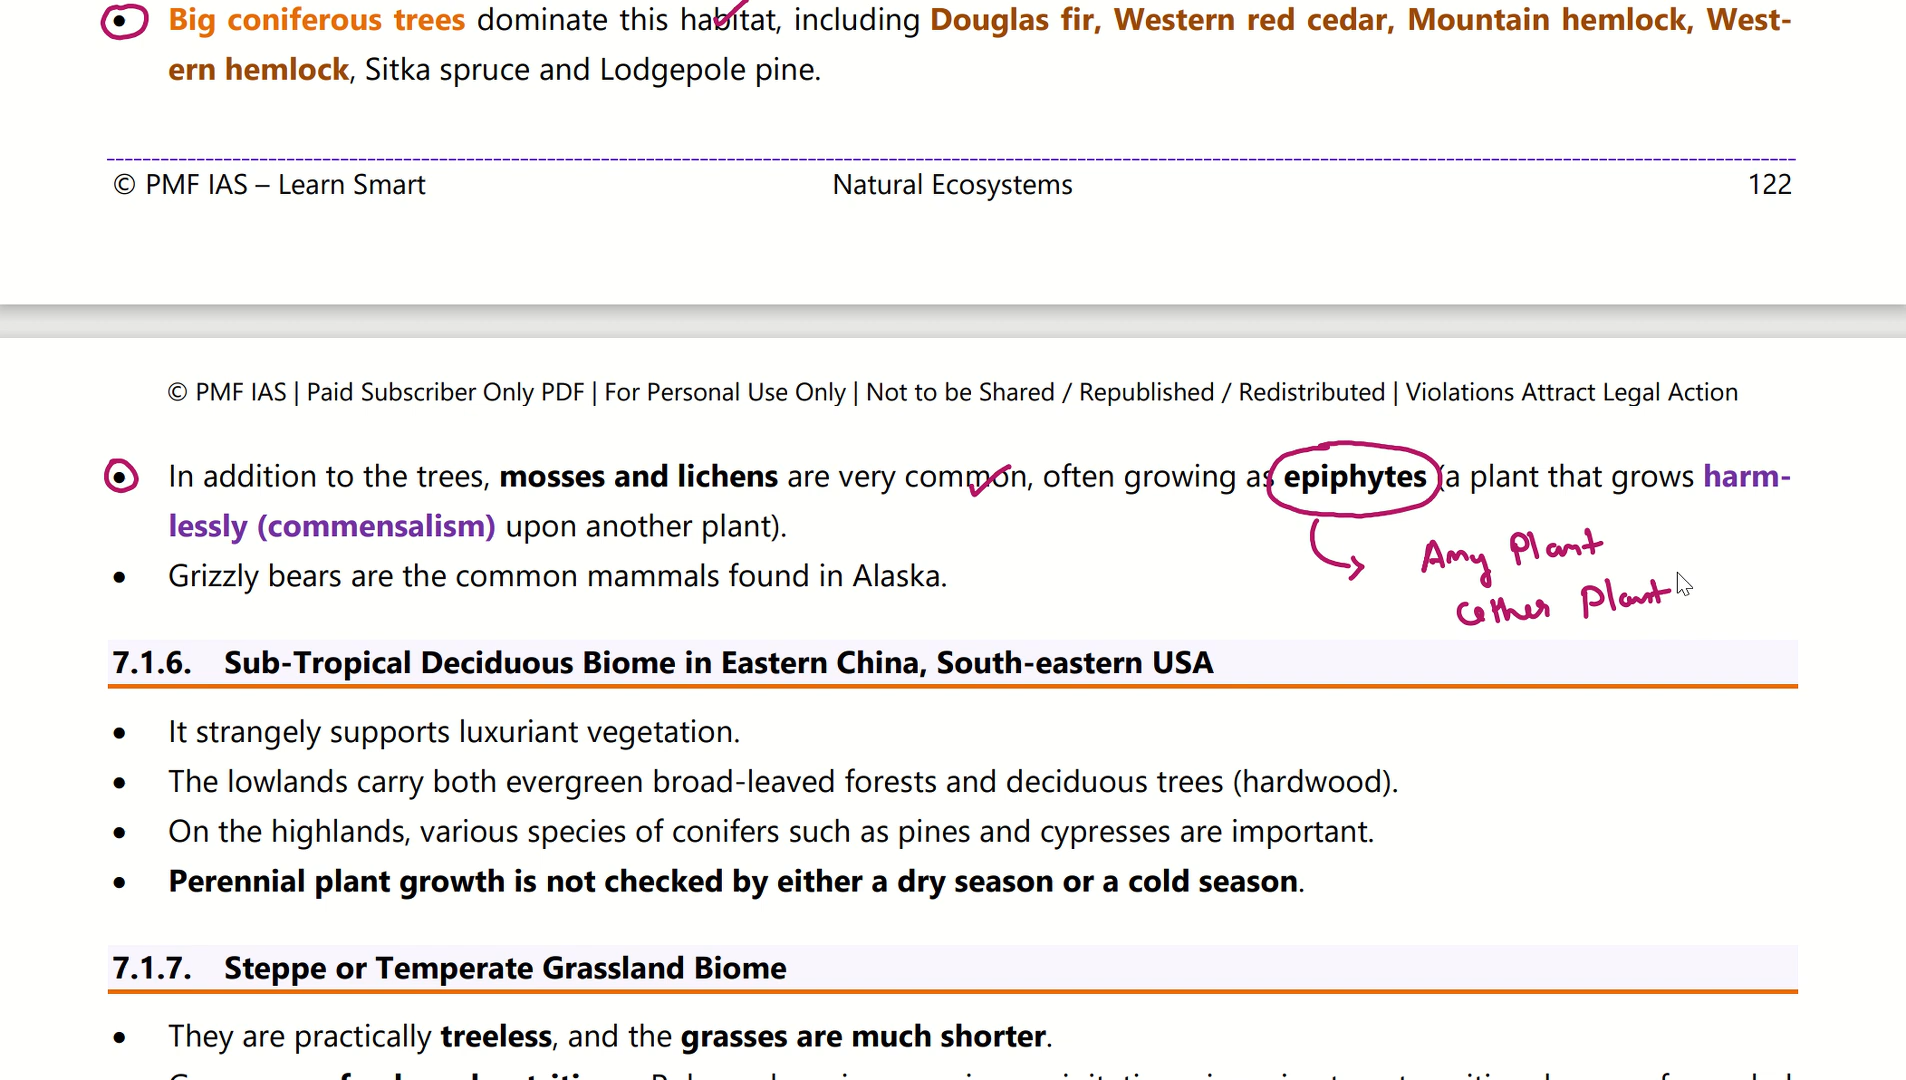 • Big coniferous trees dominate this habitat, including Douglas fir, Western red cedar, Mountain hemlock, West-
ern hemlock, Sitka spruce and Lodgepole pine.
© PMF IAS – Learn Smart Natural Ecosystems 122
© PMF IAS | Paid Subscriber Only PDF | For Personal Use Only | Not to be Shared / Republished / Redistributed | Violations Attract Legal Action
• In addition to the trees, mosses and lichens are very common, often growing as epiphytes (a plant that grows harm-
lessly (commensalism) upon another plant).
Any Plant
• Grizzly bears are the common mammals found in Alaska.
other Plant
7.1.6. Sub-Tropical Deciduous Biome in Eastern China, South-eastern USA
• It strangely supports luxuriant vegetation.
• The lowlands carry both evergreen broad-leaved forests and deciduous trees (hardwood).
• On the highlands, various species of conifers such as pines and cypresses are important.
• Perennial plant growth is not checked by either a dry season or a cold season.
7.1.7. Steppe or Temperate Grassland Biome
• They are practically treeless, and the grasses are much shorter.